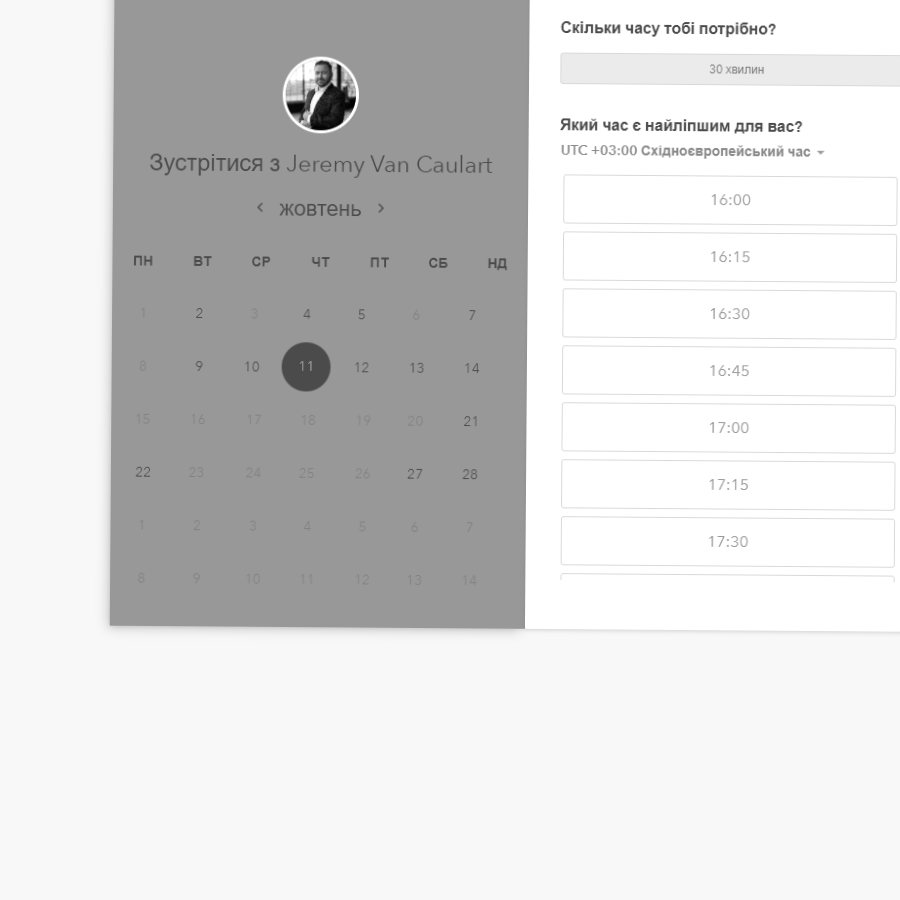 Зустрітися з Jeremy Van Caulart
жовтень
ПН ВТ СР ЧТ ПТ СБ НД
1 2 3 4 5 6 7
8 9 10 11 12 13 14
15 16 17 18 19 20 21
22 23 24 25 26 27 28
1 2 3 4 5 6 7
8 9 10 11 12 13 14
Скільки часу тобі потрібно?
30 хвилин
Який час є найліпшим для вас?
UTC +03:00 Східноєвропейський час
16:00
16:15
16:30
16:45
17:00
17:15
17:30